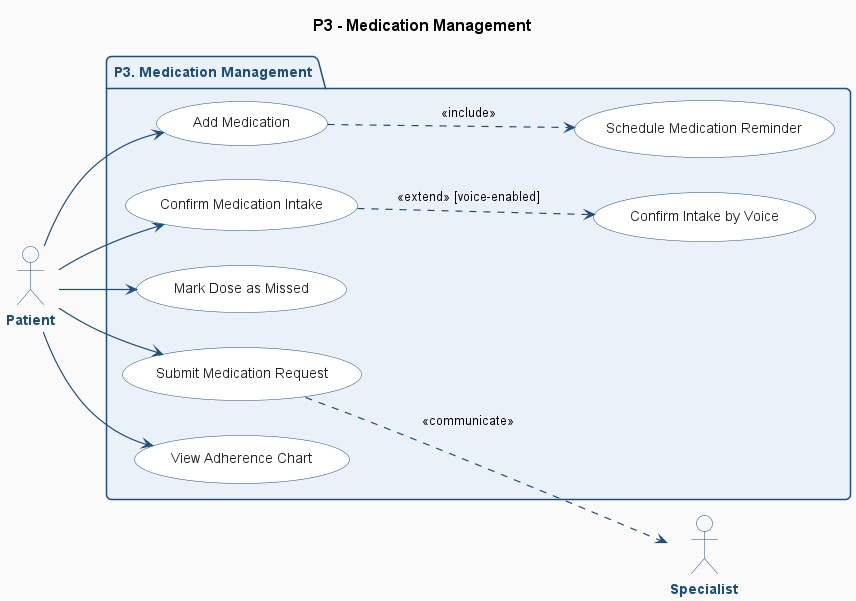 P3 - Medication Management
P3. Medication Management
Add Medication
«include»
Schedule Medication Reminder
Confirm Medication Intake
«extend» [voice-enabled]
Confirm Intake by Voice
Mark Dose as Missed
Patient
Submit Medication Request
«communicate»
View Adherence Chart
Specialist